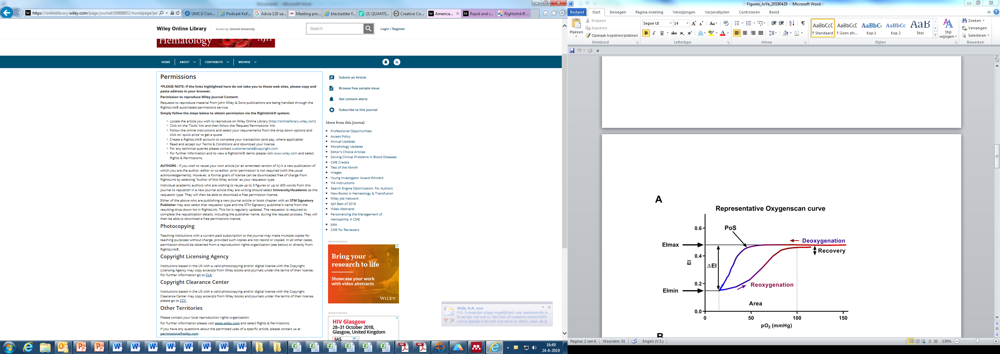 Document1 - Microsoft Word
https://onlinelibrary.wiley.com/page/journal/10968652/homepage/pe
UMCU Con...
Podcast Kof...
Advia 120 sa...
Meeting pro...
blackadder f...
(3) QUANTI...
Creative Co...
America...
Rapid and r...
Rightslink®...
Wiley Online Library
Access by Utrecht University
Search
Login / Register
Hematology
AJH
HOME
ABOUT
CONTRIBUTE
BROWSE
Permissions
*PLEASE NOTE: If the links highlighted here do not take you to those web sites, please copy and
paste address in your browser.
Permission to reproduce Wiley journal Content:
Requests to reproduce material from John Wiley & Sons publications are being handled through the
RightsLink® automated permissions service.
Simply follow the steps below to obtain permission via the Rightslink® system:
• Locate the article you wish to reproduce on Wiley Online Library (http://onlinelibrary.wiley.com)
• Click on the 'Tools' link and then follow the 'Request Permissions' link
• Follow the online instructions and select your requirements from the drop down options and
click on 'quick price' to get a quote
• Create a RightsLink® account to complete your transaction (and pay, where applicable)
• Read and accept our Terms & Conditions and download your license
• For any technical queries please contact customercare@copyright.com
• For further information and to view a Rightslink® demo please visit www.wiley.com and select
Rights & Permissions.
AUTHORS - If you wish to reuse your own article (or an amended version of it) in a new publication of
which you are the author, editor or co-editor, prior permission is not required (with the usual
acknowledgements). However, a formal grant of license can be downloaded free of charge from
RightsLink by selecting "Author of this Wiley article" as your requestor type.
Individual academic authors who are wishing to reuse up to 3 figures or up to 400 words from this
journal to republish in a new journal article they are writing should select University/Academic as the
requestor type. They will then be able to download a free permission license.
Either of the above who are publishing a new journal article or book chapter with an STM Signatory
Publisher may also select that requestor type and the STM Signatory publisher's name from the
resulting drop-down list in RightsLink. This list is regularly updated. The requestor is required to
complete the republication details, including the publisher name, during the request process. They will
then be able to download a free permissions license.
Photocopying
Teaching institutions with a current paid subscription to the journal may make multiple copies for
teaching purposes without charge, provided such copies are not resold or copied. In all other cases,
permission should be obtained from a reproduction rights organization (see below) or directly from
RightsLink®.
Copyright Licensing Agency
Institutions based in the UK with a valid photocopying and/or digital license with the Copyright
Licensing Agency may copy excerpts from Wiley books and journals under the terms of their license.
For further information go to CLA.
Copyright Clearance Center
Institutions based in the US with a valid photocopying and/or digital license with the Copyright
Clearance Center may copy excerpts from Wiley books and journals under the terms of their license,
please go to CCC.
Other Territories
Please contact your local reproduction rights organization.
For further information please visit www.wiley.com and select Rights & Permissions.
If you have any questions about the permitted uses of a specific article, please contact us at
permissions@wiley.com
Submit an Article
Browse free sample issue
Get content alerts
Subscribe to this journal
More from this journal
• Professional Opportunities
• Access Policy
• Annual Updates
• Morphology Updates
• Editor's Choice Articles
• Solving Clinical Problems in Blood Diseases
• CME Credits
• Test of the Month
• Images
• Young Investigator Award Winners
• YIA Instructions
• Search Engine Optimization: For Authors
• New Books in Hematology & Transfusion
• Wiley Job Network
• AJH Best of 2016
• Video Abstracts
• Personalizing the Management of
Hemophilia: A CME
• Jobs
• CME for Reviewers
Advertisement
Bring your
research to life
Showcase your work
with video abstracts
WILEY
Advertisement
HIV Glasgow
28–31 October 2018,
Glasgow, United Kingdom
IAS
Wijk, H.A. van
FW: 9-maanden stage mogelijkheid voor aankomende m...
Ik zie hier wel wat in, MeChem of oxidative stress/G6PD
Lorrca (beetje in lijn met wat Anne nu doet), maar als jij
16:49
24-6-2019
Figures_JoVe_20190429 - Microsoft Word
Bestand
Start
Invoegen
Pagina-indeling
Verwijzingen
Verzendlijsten
Controleren
Beeld
Plakken
Knippen
Kopiëren
Opmaak kopiëren/plakken
Klembord
Segoe UI
14
Lettertype
Alinea
AaBbCcD
¶ Standaard
AaBbCcD
¶ Geen afs...
AaBbC
Kop 1
AaBbCc
Kop 2
AaB
Titel
Stijlen
Stijl
wijzigen
Zoeken
Vervangen
Selecteren
Bewerken
A
Representative Oxygenscan curve
PoS
0.6
EImax
Deoxygenation
Recovery
0.4
EI
ΔEI
0.2
EImin
Reoxygenation
Area
0.0
0
50
100
150
pO2 (mmHg)
B
Pagina: 2 van 6
Woorden: 51
Engels (V.S.)
130%